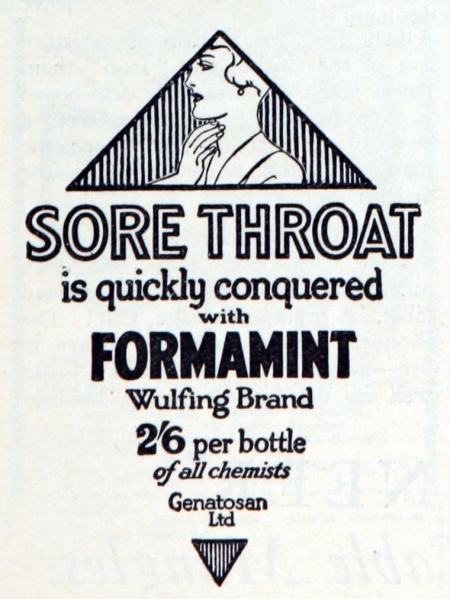 SORE THROAT
is quickly conquered
with
FORMAMINT
Wulfing Brand
2/6 per bottle
of all chemists
Genatosan
Ltd